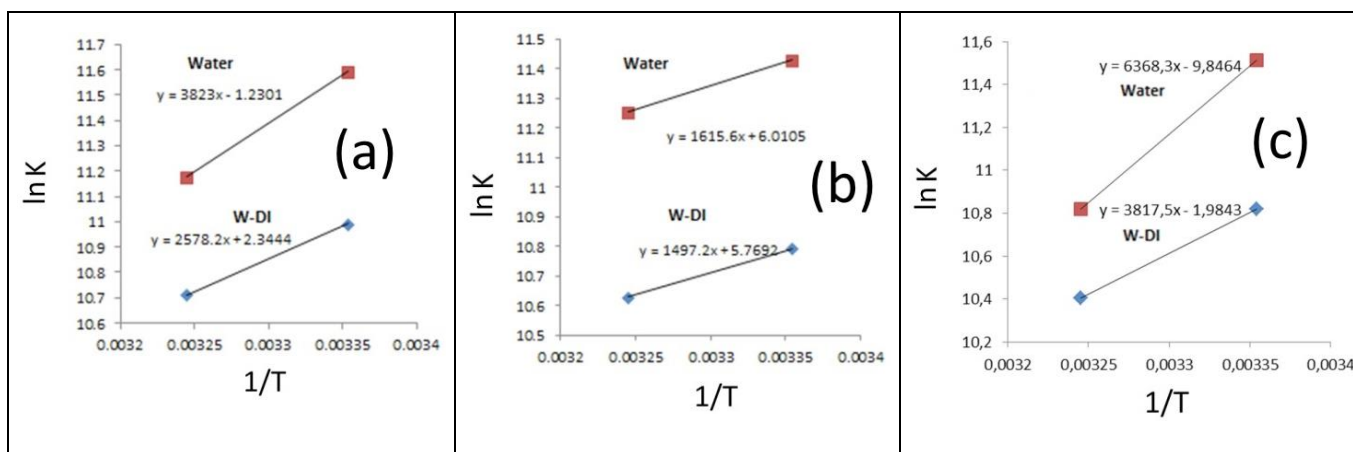 11.7
11.6
11.5
11.4
11.3
11.2
11.1
11
10.9
10.8
10.7
10.6
ln K
Water
y = 3823x - 1.2301
(a)
W-DI
y = 2578.2x + 2.3444
0.0032 0.00325 0.0033 0.00335 0.0034
1/T
11.5
11.4
11.3
11.2
11.1
11
10.9
10.8
10.7
10.6
10.5
ln K
Water
y = 1615.6x + 6.0105
(b)
W-DI
y = 1497.2x + 5.7692
0.0032 0.00325 0.0033 0.00335 0.0034
1/T
11,6
11,4
11,2
11
10,8
10,6
10,4
10,2
ln K
y = 6368,3x - 9,8464
Water
(c)
y = 3817,5x - 1,9843
W-DI
0,0032 0,00325 0,0033 0,00335 0,0034
1/T